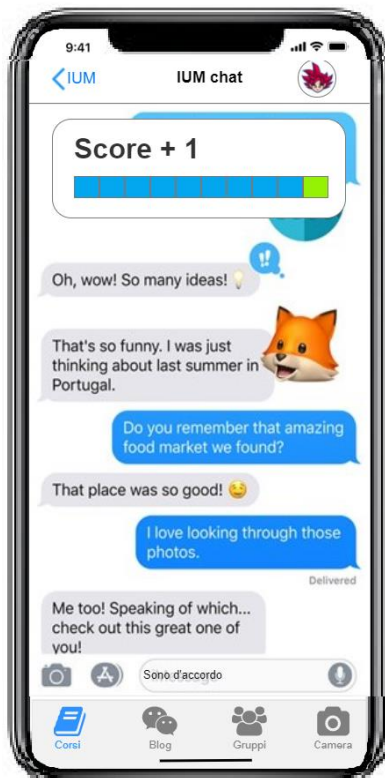 9:41
IUM
IUM chat
Score + 1
Oh, wow! So many ideas!
That's so funny. I was just
thinking about last summer in
Portugal.
Do you remember that amazing
food market we found?
That place was so good!
I love looking through those
photos.
Delivered
Me too! Speaking of which...
check out this great one of
you!
Sono d'accordo
Corsi
Blog
Gruppi
Camera